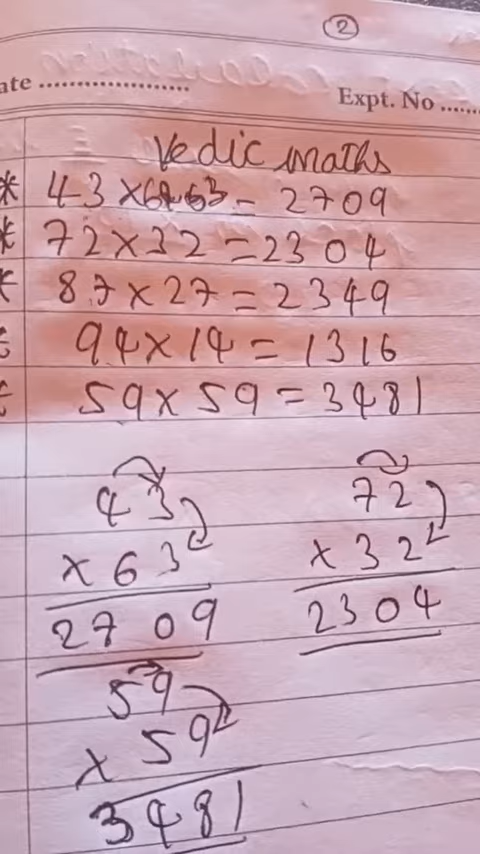 2
ate ....................
Expt. No ......
Vedic maths
* 43 × 63 = 2709
* 72 × 32 = 2304
* 87 × 27 = 2349
94 × 14 = 1316
59 × 59 = 3481
43
× 63
2709
72
× 32
2304
59
× 59
3481